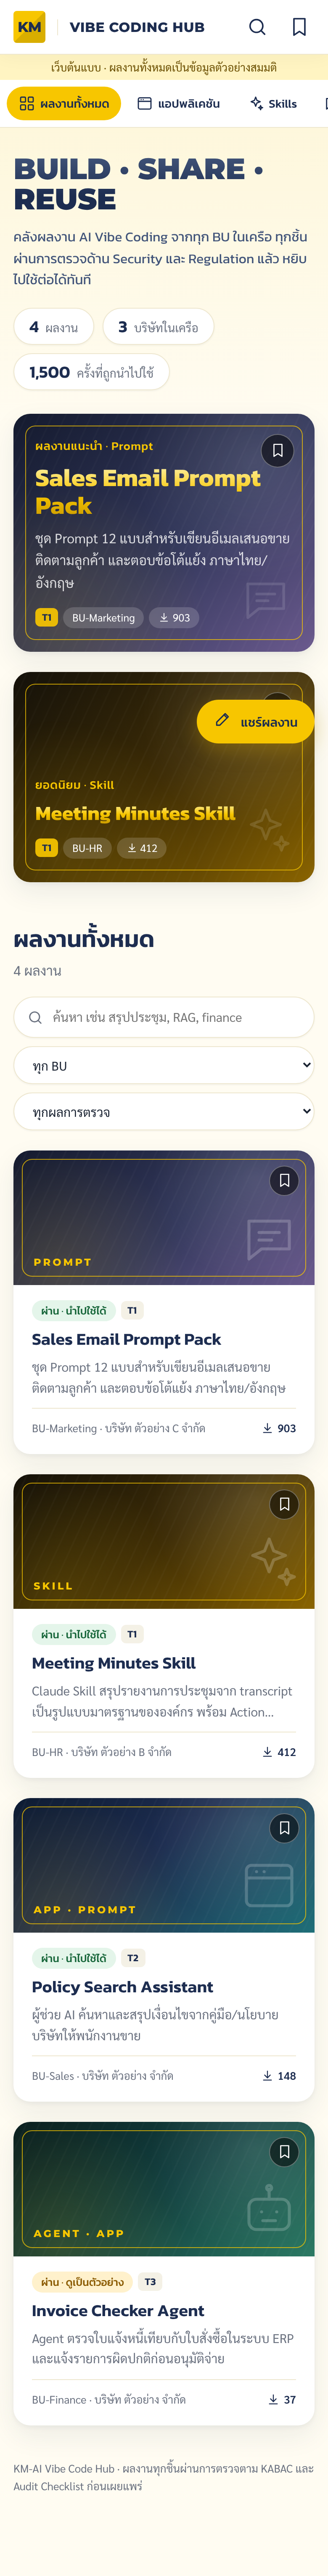 KM VIBE CODING HUB
เว็บต้นแบบ · ผลงานทั้งหมดเป็นข้อมูลตัวอย่างสมมติ
ผลงานทั้งหมด แอปพลิเคชัน Skills
BUILD · SHARE ·
REUSE
คลังผลงาน AI Vibe Coding จากทุก BU ในเครือ ทุกชิ้น
ผ่านการตรวจด้าน Security และ Regulation แล้ว หยิบ
ไปใช้ต่อได้ทันที
4 ผลงาน 3 บริษัทในเครือ
1,500 ครั้งที่ถูกนำไปใช้
ผลงานแนะนำ · Prompt
Sales Email Prompt
Pack
ชุด Prompt 12 แบบสำหรับเขียนอีเมลเสนอขาย
ติดตามลูกค้า และตอบข้อโต้แย้ง ภาษาไทย/
อังกฤษ
T1 BU-Marketing 903
แชร์ผลงาน
ยอดนิยม · Skill
Meeting Minutes Skill
T1 BU-HR 412
ผลงานทั้งหมด
4 ผลงาน
ค้นหา เช่น สรุปประชุม, RAG, finance
ทุก BU
ทุกผลการตรวจ
PROMPT
ผ่าน · นำไปใช้ได้ T1
Sales Email Prompt Pack
ชุด Prompt 12 แบบสำหรับเขียนอีเมลเสนอขาย
ติดตามลูกค้า และตอบข้อโต้แย้ง ภาษาไทย/อังกฤษ
BU-Marketing · บริษัท ตัวอย่าง C จำกัด 903
SKILL
ผ่าน · นำไปใช้ได้ T1
Meeting Minutes Skill
Claude Skill สรุปรายงานการประชุมจาก transcript
เป็นรูปแบบมาตรฐานขององค์กร พร้อม Action...
BU-HR · บริษัท ตัวอย่าง B จำกัด 412
APP · PROMPT
ผ่าน · นำไปใช้ได้ T2
Policy Search Assistant
ผู้ช่วย AI ค้นหาและสรุปเงื่อนไขจากคู่มือ/นโยบาย
บริษัทให้พนักงานขาย
BU-Sales · บริษัท ตัวอย่าง จำกัด 148
AGENT · APP
ผ่าน · ดูเป็นตัวอย่าง T3
Invoice Checker Agent
Agent ตรวจใบแจ้งหนี้เทียบกับใบสั่งซื้อในระบบ ERP
และแจ้งรายการผิดปกติก่อนอนุมัติจ่าย
BU-Finance · บริษัท ตัวอย่าง จำกัด 37
KM-AI Vibe Code Hub · ผลงานทุกชิ้นผ่านการตรวจตาม KABAC และ
Audit Checklist ก่อนเผยแพร่